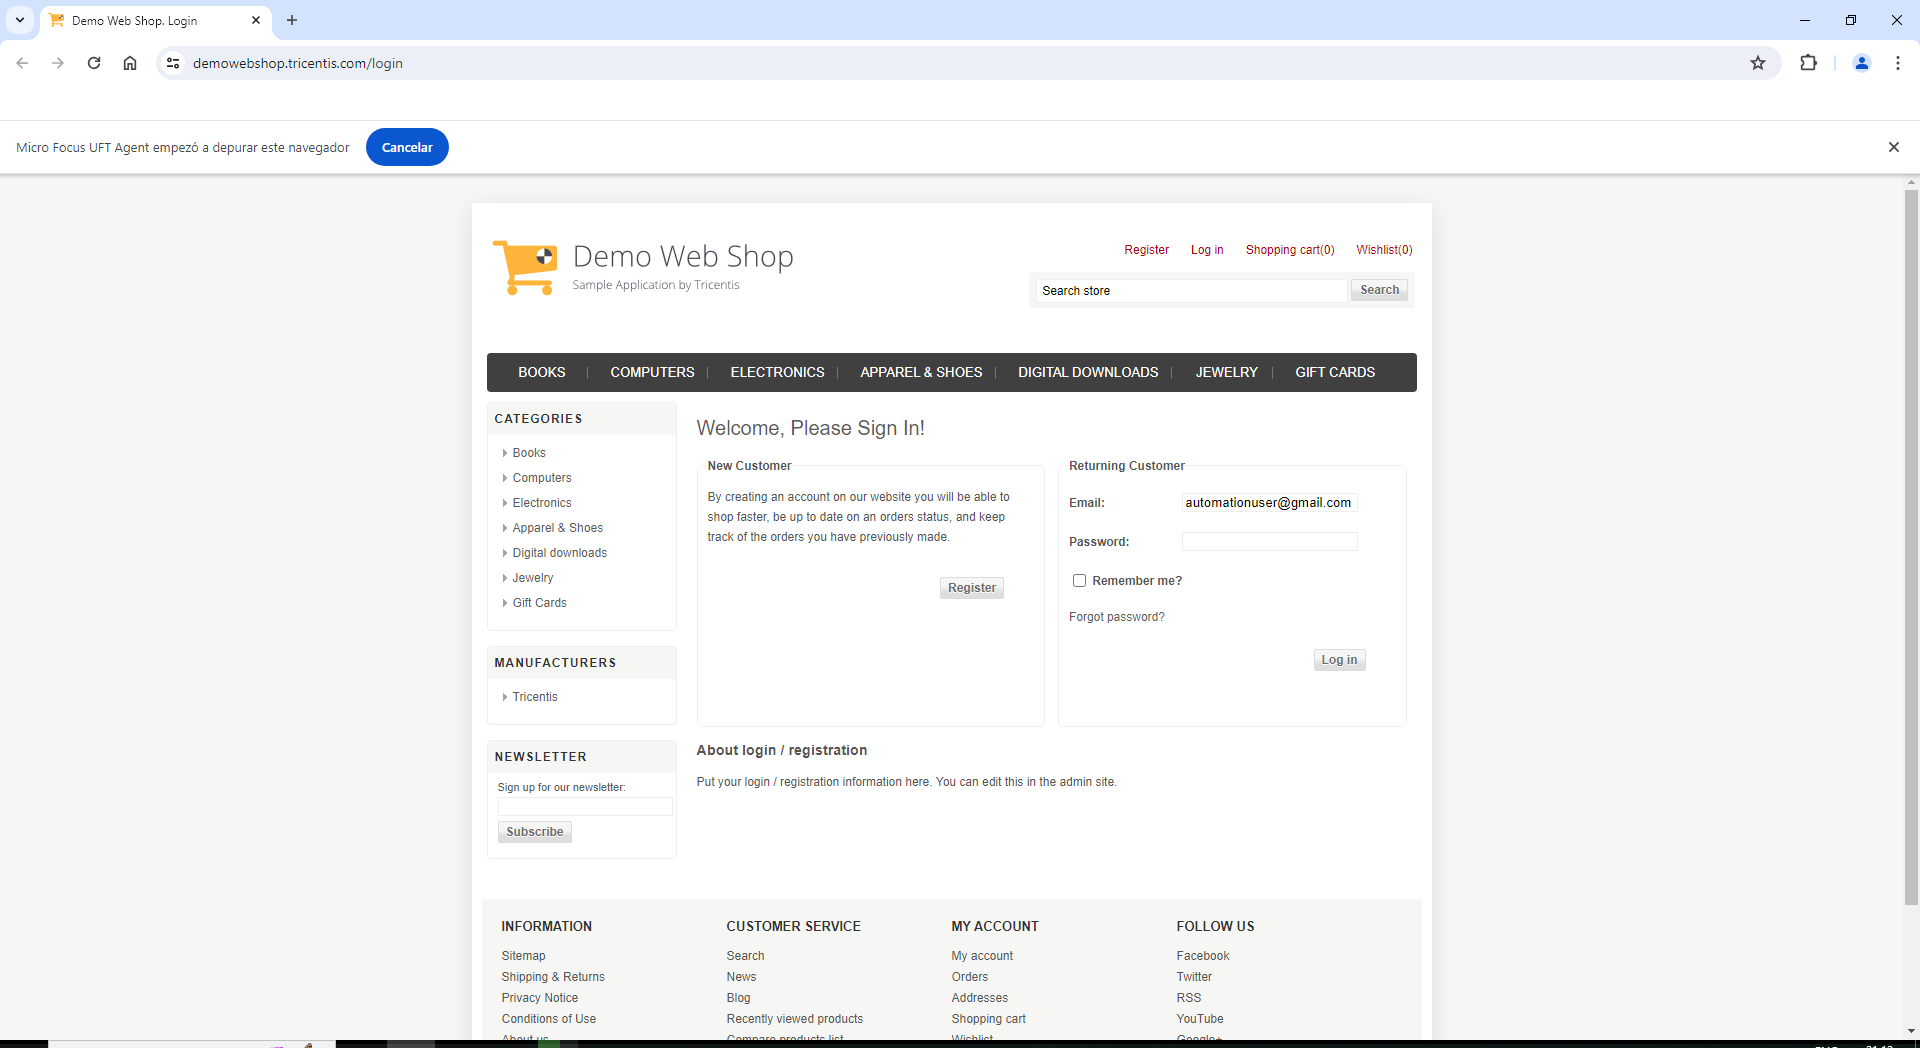 Demo Web Shop. Login
demowebshop.tricentis.com/login
Micro Focus UFT Agent empezó a depurar este navegador
Cancelar
Demo Web Shop
Sample Application by Tricentis
Register
Log in
Shopping cart(0)
Wishlist(0)
Search store
Search
BOOKS
COMPUTERS
ELECTRONICS
APPAREL & SHOES
DIGITAL DOWNLOADS
JEWELRY
GIFT CARDS
CATEGORIES
Books
Computers
Electronics
Apparel & Shoes
Digital downloads
Jewelry
Gift Cards
MANUFACTURERS
Tricentis
NEWSLETTER
Sign up for our newsletter:
Subscribe
Welcome, Please Sign In!
New Customer
By creating an account on our website you will be able to
shop faster, be up to date on an orders status, and keep
track of the orders you have previously made.
Register
Returning Customer
Email:
automationuser@gmail.com
Password:
Remember me?
Forgot password?
Log in
About login / registration
Put your login / registration information here. You can edit this in the admin site.
INFORMATION
Sitemap
Shipping & Returns
Privacy Notice
Conditions of Use
About us
CUSTOMER SERVICE
Search
News
Blog
Recently viewed products
Compare products list
MY ACCOUNT
My account
Orders
Addresses
Shopping cart
Wishlist
FOLLOW US
Facebook
Twitter
RSS
YouTube
Google+